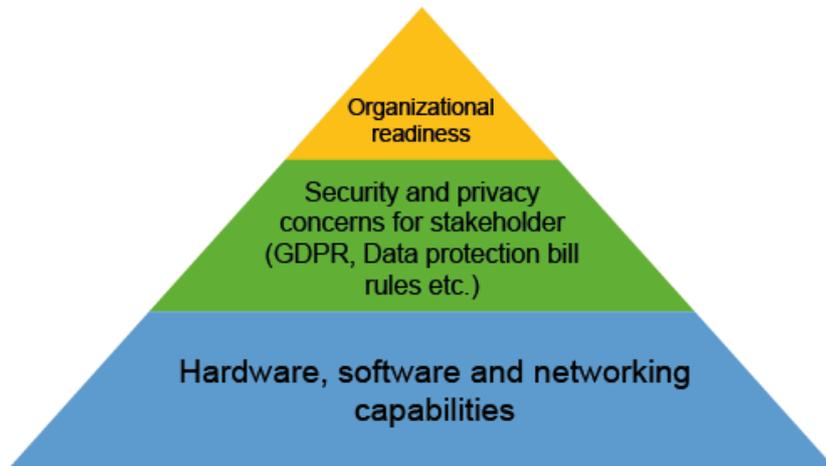 Organizational
readiness
Security and privacy
concerns for stakeholder
(GDPR, Data protection bill
rules etc.)
Hardware, software and networking
capabilities